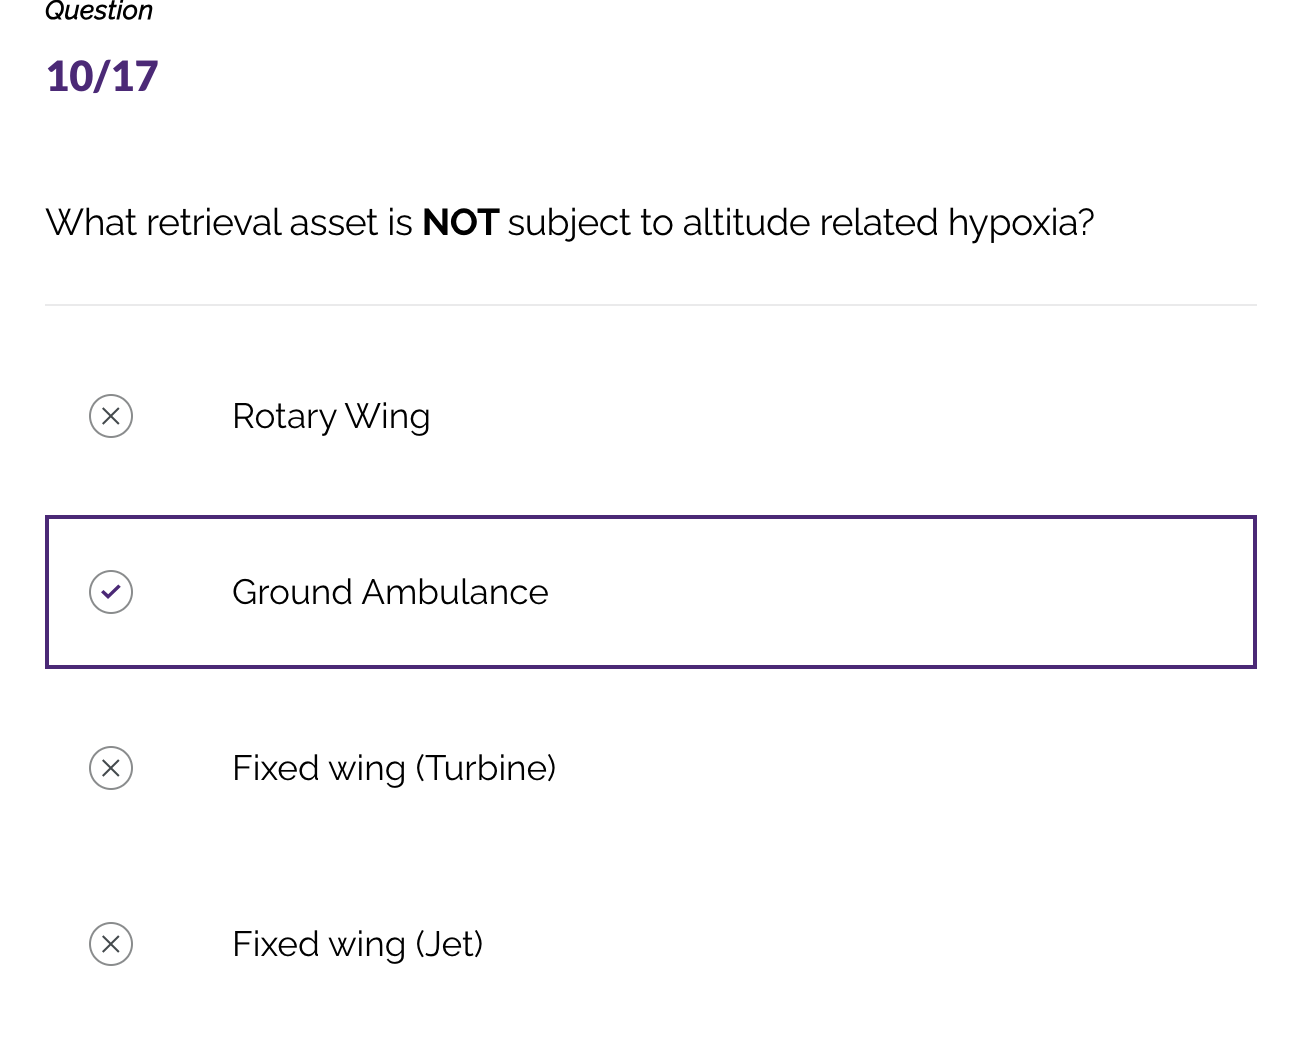 Question
10/17
What retrieval asset is NOT subject to altitude related hypoxia?
Rotary Wing
Ground Ambulance
Fixed wing (Turbine)
Fixed wing (Jet)